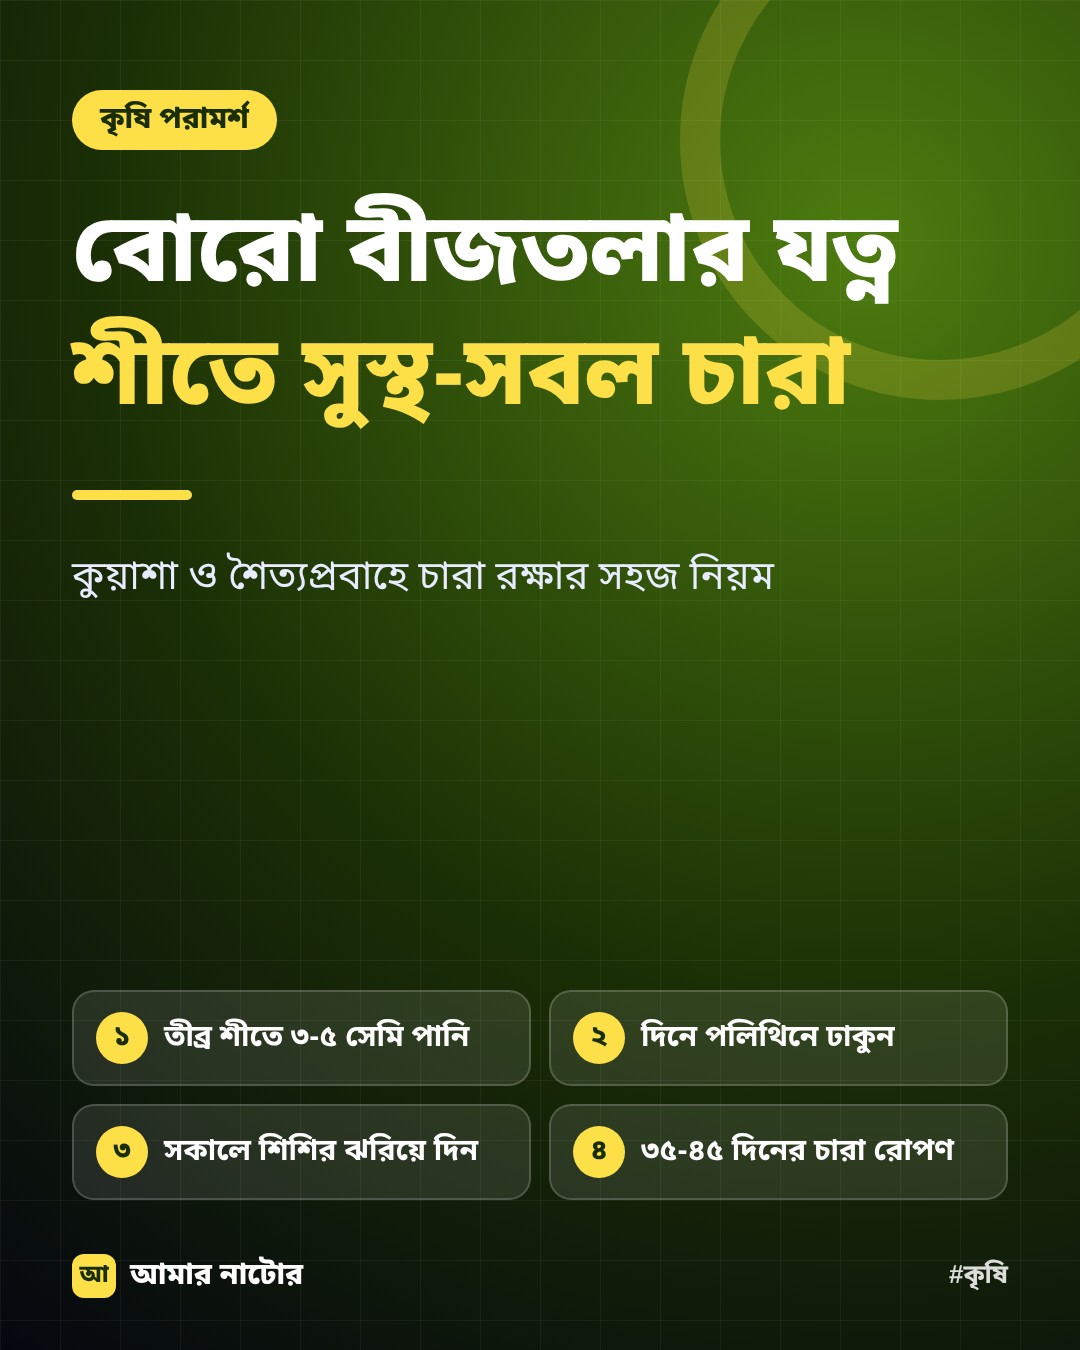 কৃষি পরামর্শ
বোরো বীজতলার যত্ন
শীতে সুস্থ-সবল চারা
কুয়াশা ও শৈত্যপ্রবাহে চারা রক্ষার সহজ নিয়ম
১ তীব্র শীতে ৩-৫ সেমি পানি
২ দিনে পলিথিনে ঢাকুন
৩ সকালে শিশির ঝরিয়ে দিন
৪ ৩৫-৪৫ দিনের চারা রোপণ
আ আমার নাটোর
#কৃষি